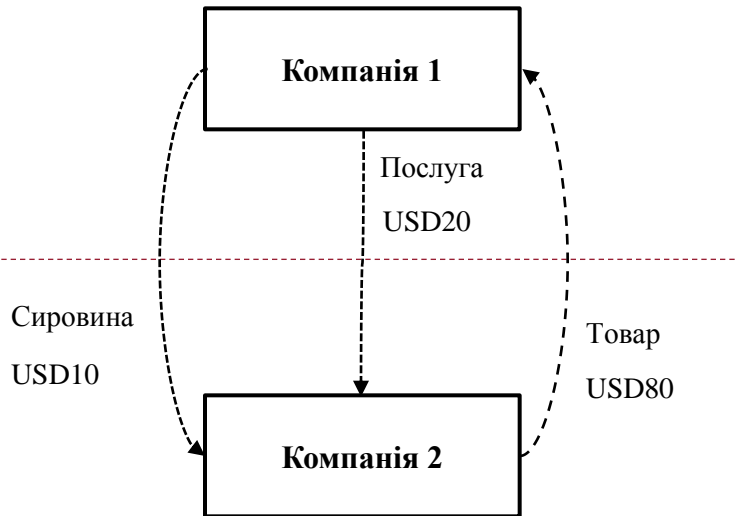 Компанія 1
Послуга
USD20
Сировина
USD10
Товар
USD80
Компанія 2